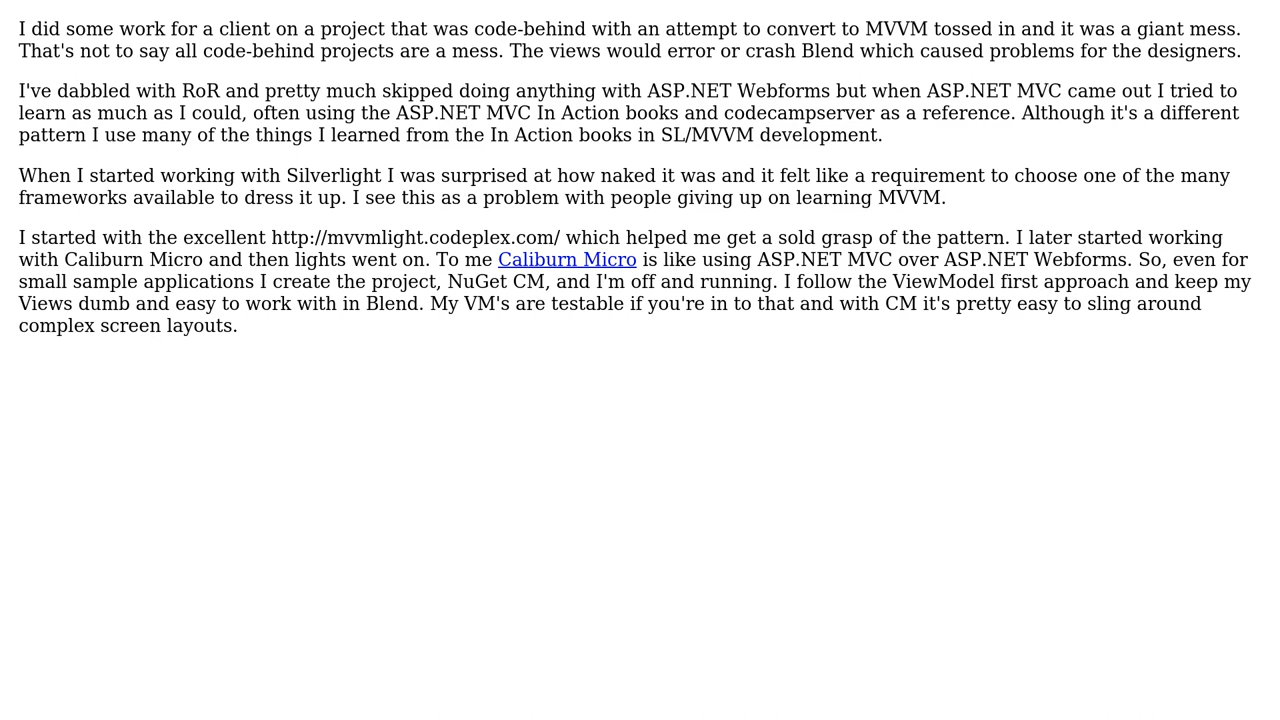 I did some work for a client on a project that was code-behind with an attempt to convert to MVVM tossed in and it was a giant mess.
That's not to say all code-behind projects are a mess. The views would error or crash Blend which caused problems for the designers.
I've dabbled with RoR and pretty much skipped doing anything with ASP.NET Webforms but when ASP.NET MVC came out I tried to
learn as much as I could, often using the ASP.NET MVC In Action books and codecampserver as a reference. Although it's a different
pattern I use many of the things I learned from the In Action books in SL/MVVM development.
When I started working with Silverlight I was surprised at how naked it was and it felt like a requirement to choose one of the many
frameworks available to dress it up. I see this as a problem with people giving up on learning MVVM.
I started with the excellent http://mvvmlight.codeplex.com/ which helped me get a sold grasp of the pattern. I later started working
with Caliburn Micro and then lights went on. To me Caliburn Micro is like using ASP.NET MVC over ASP.NET Webforms. So, even for
small sample applications I create the project, NuGet CM, and I'm off and running. I follow the ViewModel first approach and keep my
Views dumb and easy to work with in Blend. My VM's are testable if you're in to that and with CM it's pretty easy to sling around
complex screen layouts.